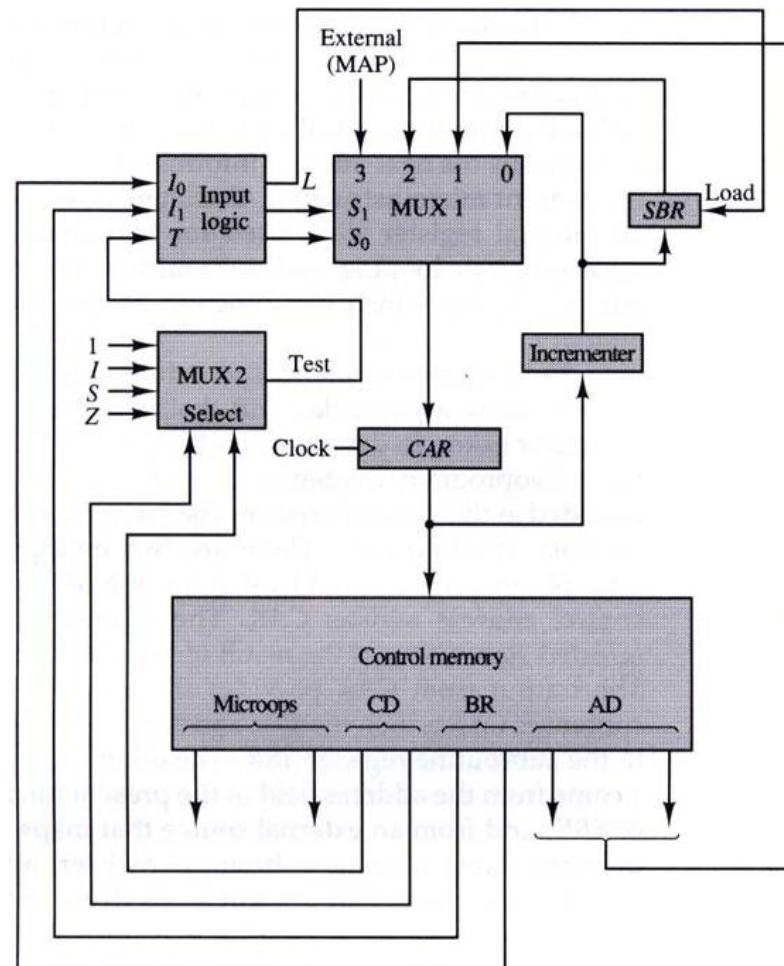 External
(MAP)
3 2 1 0
I₀
I₁
T
Input
logic
L
S₁
S₀
MUX 1
SBR
Load
1
I
S
Z
MUX 2
Select
Test
Incrementer
Clock
CAR
Control memory
Microops CD BR AD